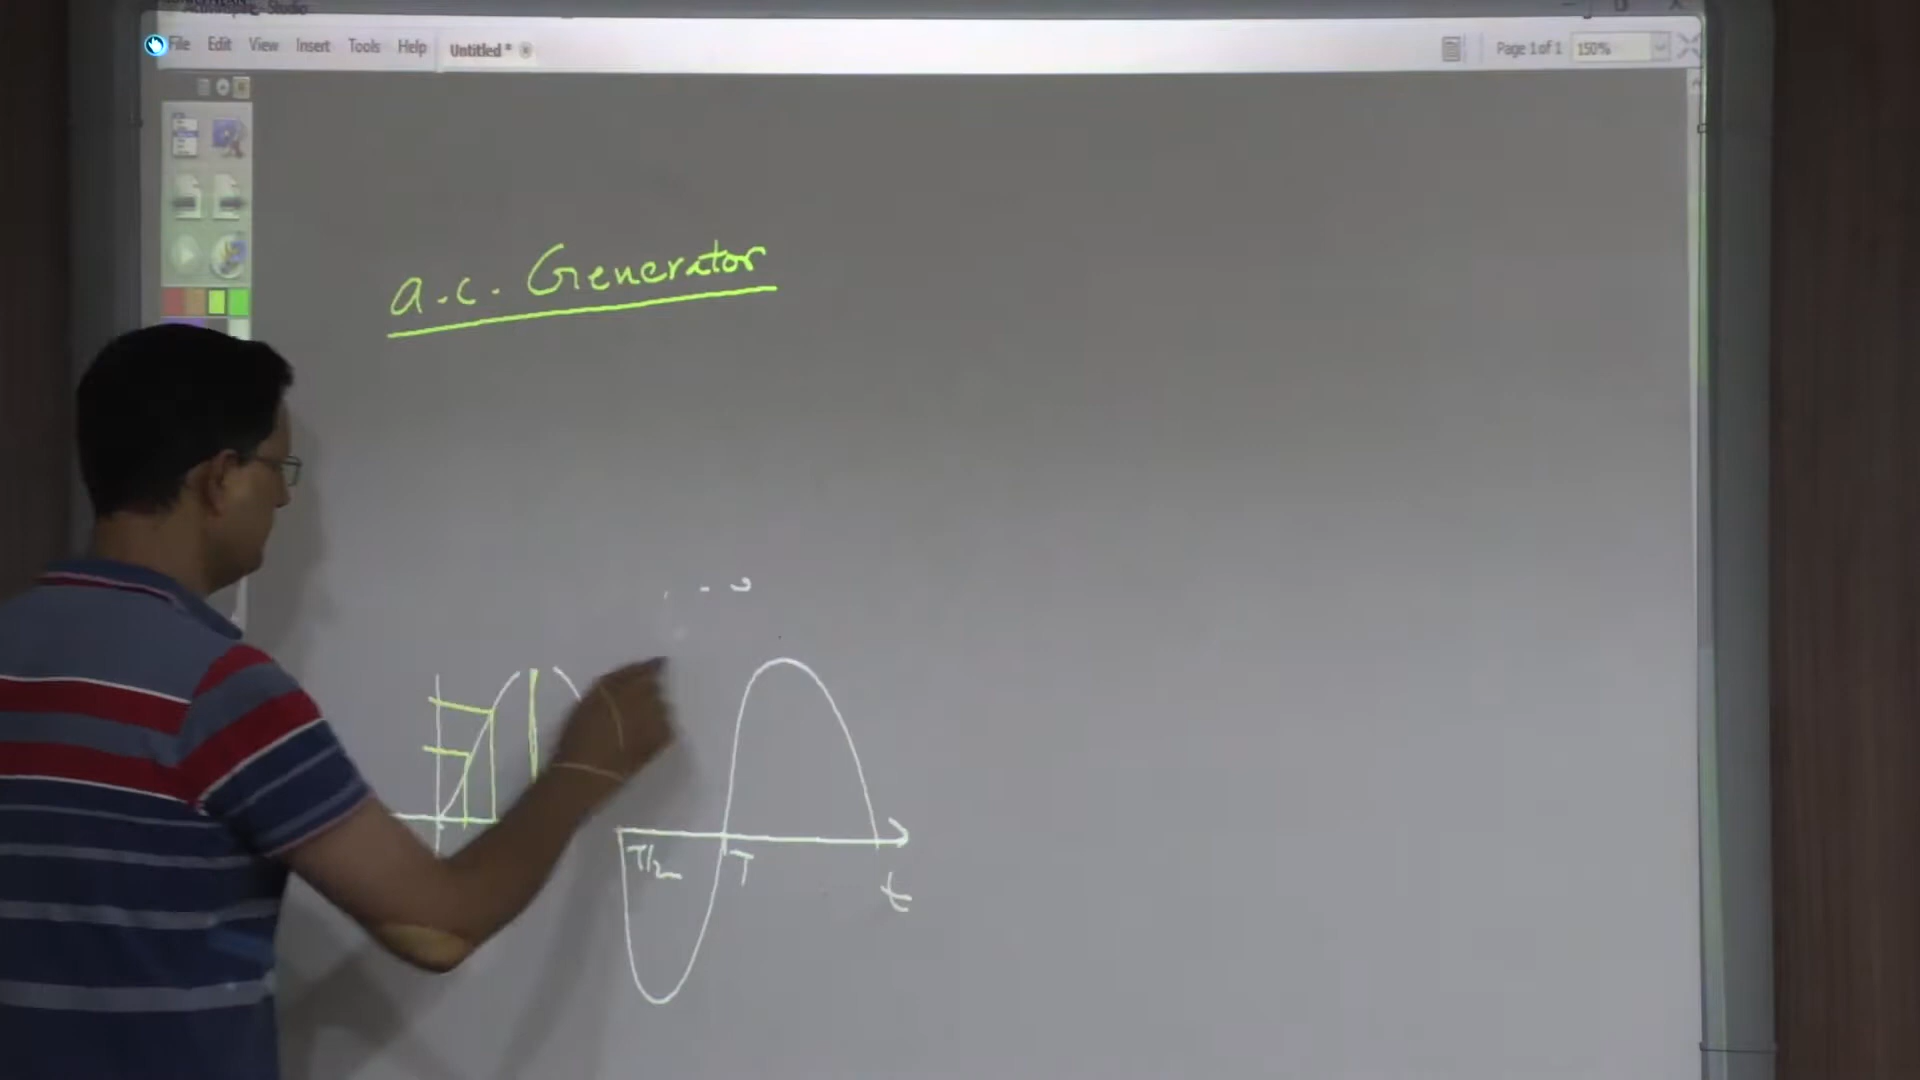 File Edit View Insert Tools Help Untitled * Page 1 of 1 150%
a.c. Generator
T/2 T
t